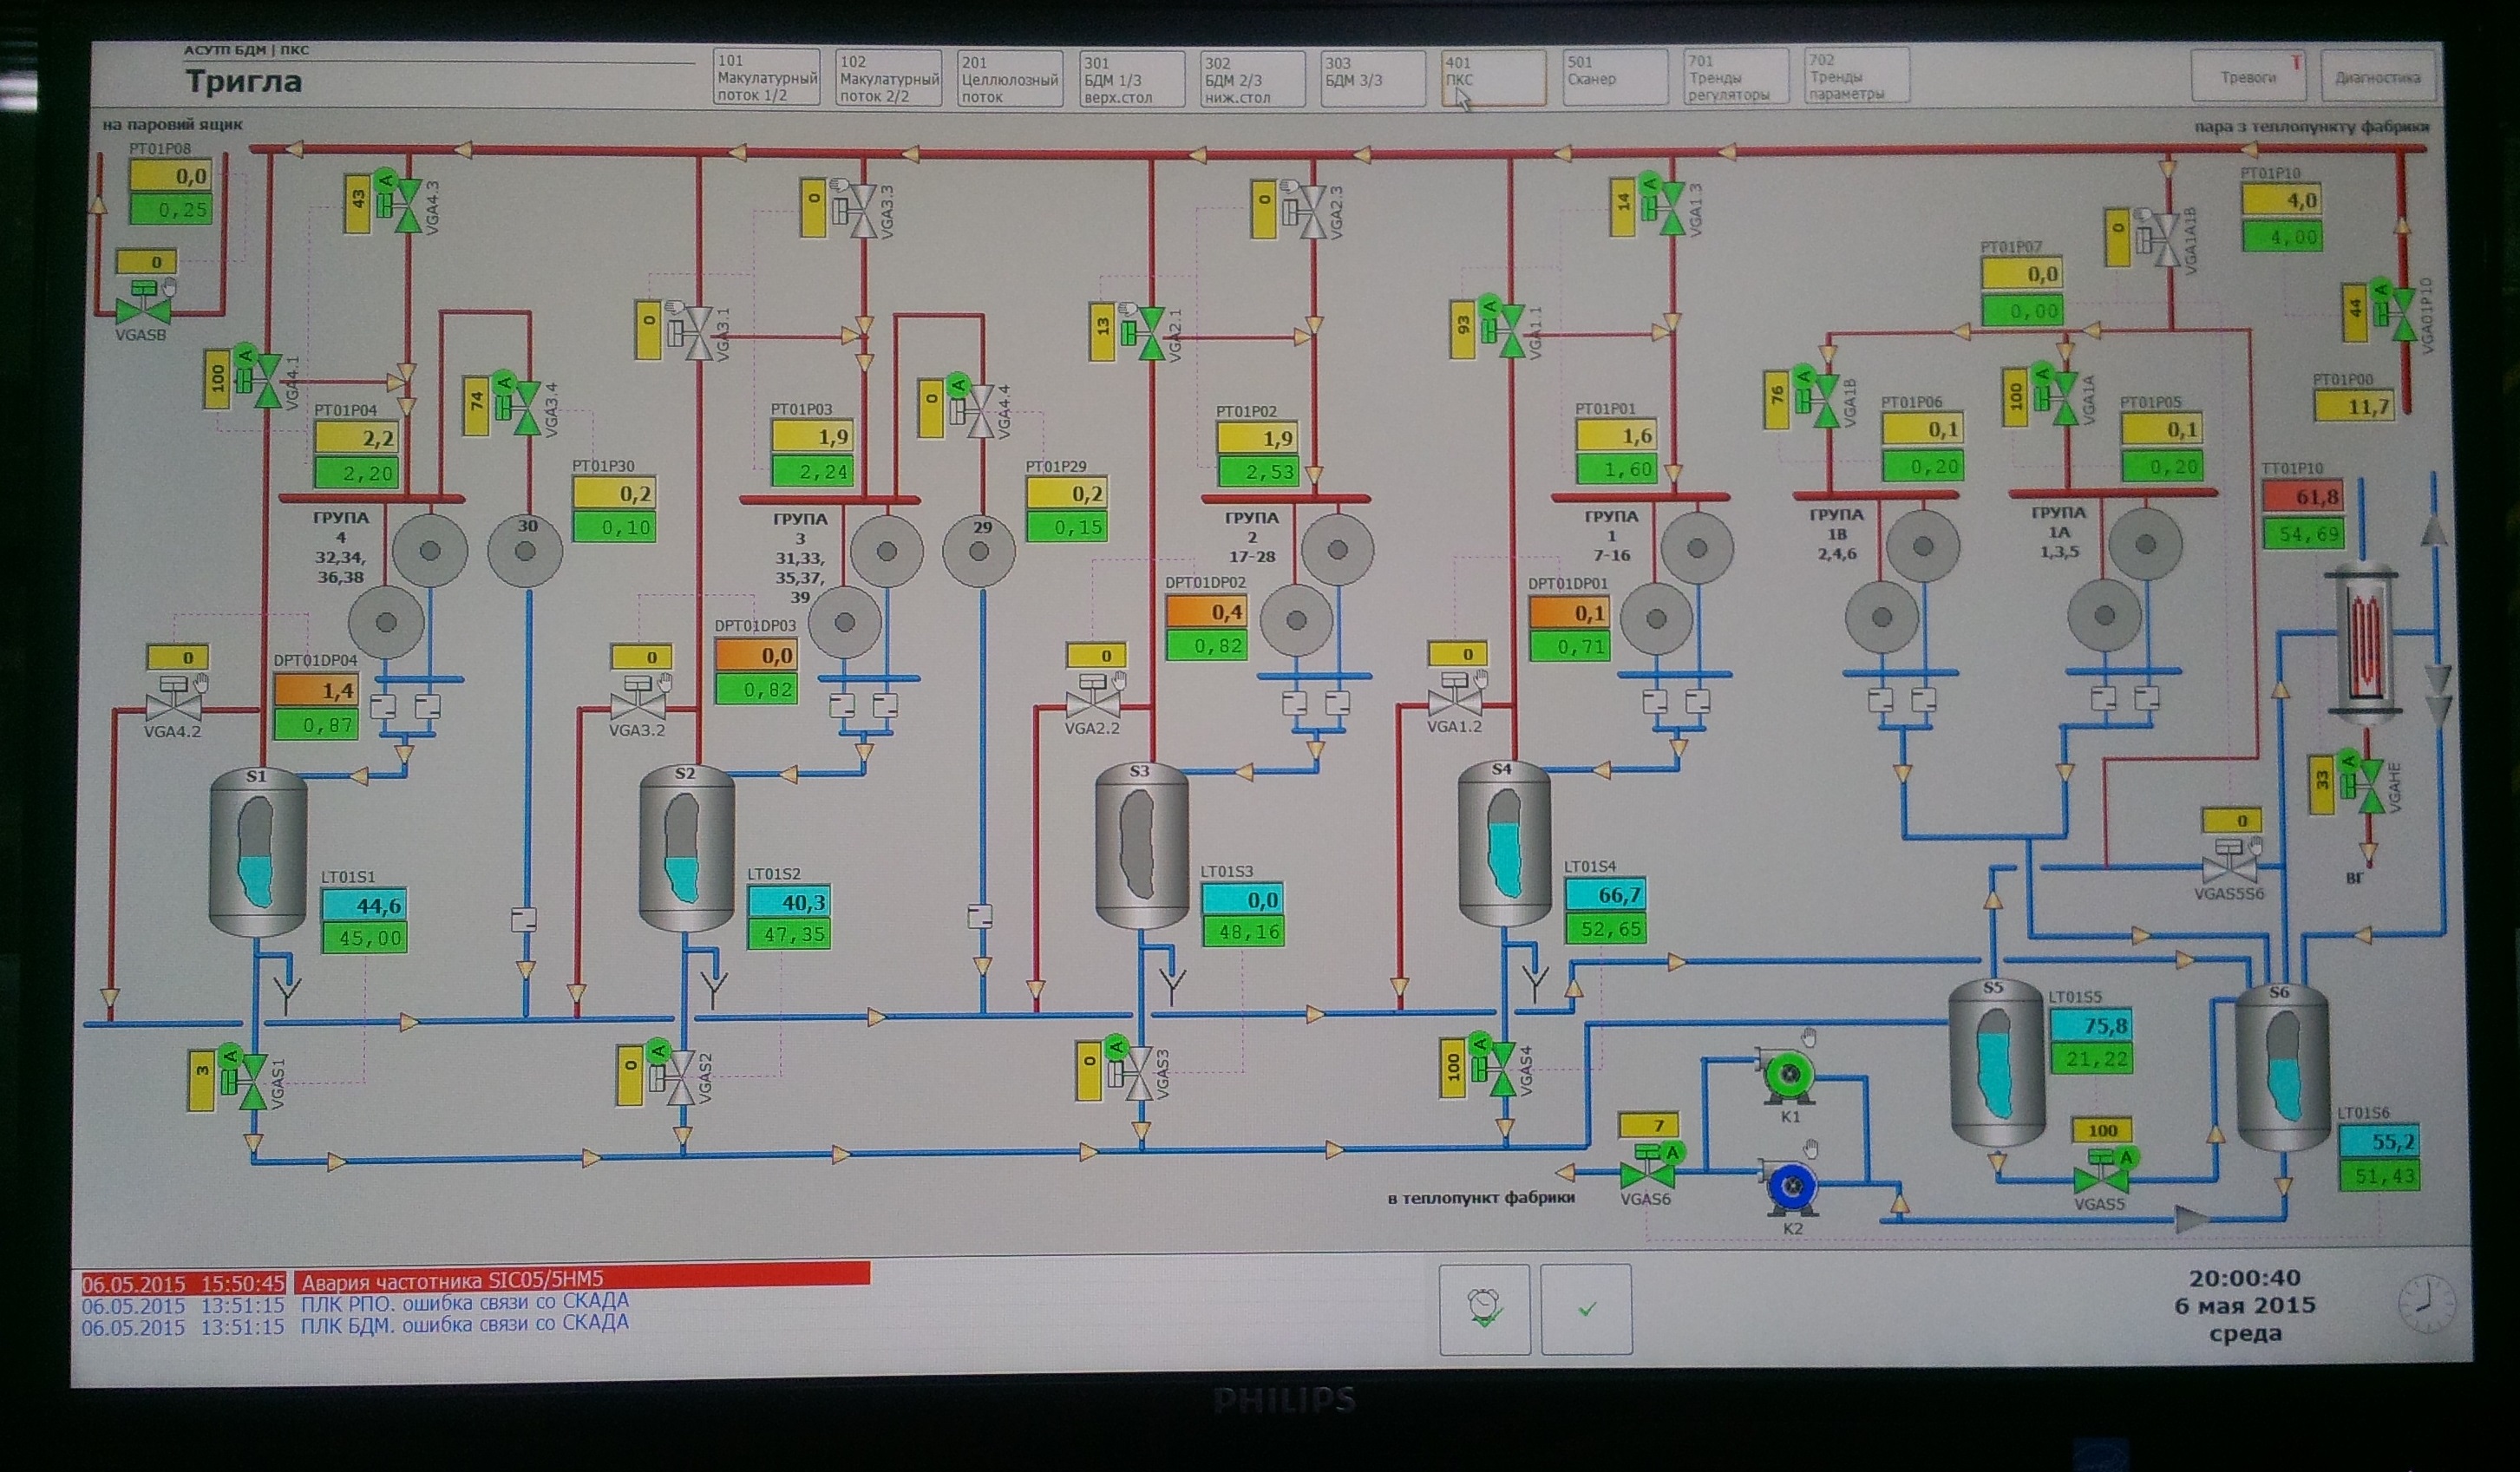 АСУТП БДМ | ПКС
Тригла
101
Макулатурный
поток 1/2
102
Макулатурный
поток 2/2
201
Целлюлозный
поток
301
БДМ 1/3
верх.стол
302
БДМ 2/3
ниж.стол
303
БДМ 3/3
401
ПКС
501
Сканер
701
Тренды
регуляторы
702
Тренды
параметры
Тревоги
Т
Диагностика
на паровий ящик
пара з теплопункту фабрики
PT01P08
0,0
0,25
0
VGASB
43
A
VGA4.3
0
VGA3.3
0
VGA2.3
14
A
VGA1.3
0
VGA1A1B
PT01P10
4,0
4,00
PT01P07
0,0
0,00
44
A
VGA01P10
100
A
VGA4.1
0
VGA3.1
13
VGA2.1
93
A
VGA1.1
74
A
VGA3.4
0
A
VGA4.4
76
A
VGA1B
100
A
VGA1A
PT01P00
11,7
PT01P04
2,2
2,20
PT01P03
1,9
2,24
PT01P02
1,9
2,53
PT01P01
1,6
1,60
PT01P06
0,1
0,20
PT01P05
0,1
0,20
PT01P30
0,2
0,10
PT01P29
0,2
0,15
TT01P10
61,8
54,69
ГРУПА
4
32,34,
36,38
30
ГРУПА
3
31,33,
35,37,
39
29
ГРУПА
2
17-28
ГРУПА
1
7-16
ГРУПА
1В
2,4,6
ГРУПА
1А
1,3,5
DPT01DP04
1,4
0,87
DPT01DP03
0,0
0,82
DPT01DP02
0,4
0,82
DPT01DP01
0,1
0,71
0
VGA4.2
0
VGA3.2
0
VGA2.2
0
VGA1.2
33
A
VGAHE
ВГ
0
VGAS5S6
S1
LT01S1
44,6
45,00
S2
LT01S2
40,3
47,35
S3
LT01S3
0,0
48,16
S4
LT01S4
66,7
52,65
S5
LT01S5
75,8
21,22
S6
LT01S6
55,2
51,43
3
A
VGAS1
0
A
VGAS2
0
A
VGAS3
100
A
VGAS4
7
A
VGAS6
K1
K2
100
A
VGAS5
в теплопункт фабрики
06.05.2015 15:50:45 Авария частотника SIC05/5HM5
06.05.2015 13:51:15 ПЛК РПО. ошибка связи со СКАДА
06.05.2015 13:51:15 ПЛК БДМ. ошибка связи со СКАДА
20:00:40
6 мая 2015
среда
PHILIPS